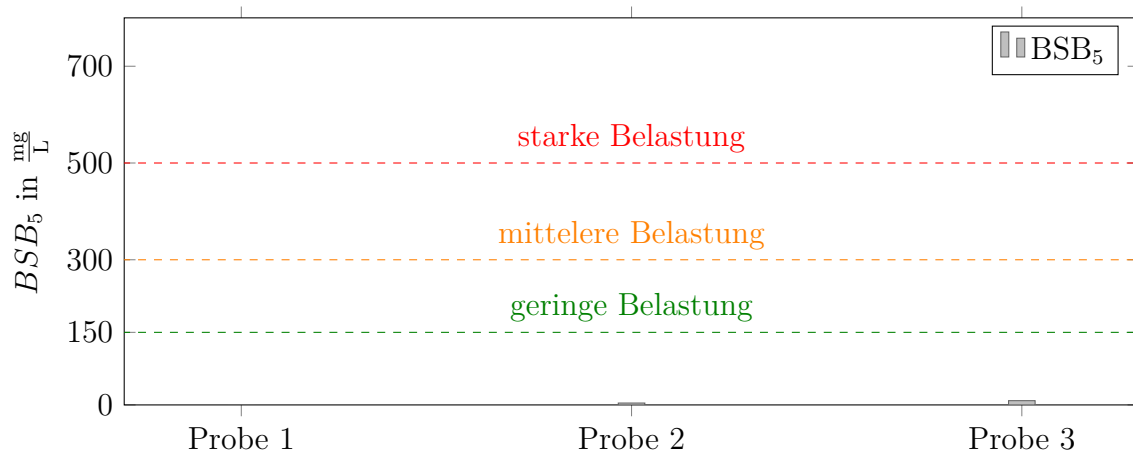 BSB₅
700
starke Belastung
500
mittelere Belastung
300
geringe Belastung
150
0
BSB₅ in mg/L
Probe 1 Probe 2 Probe 3